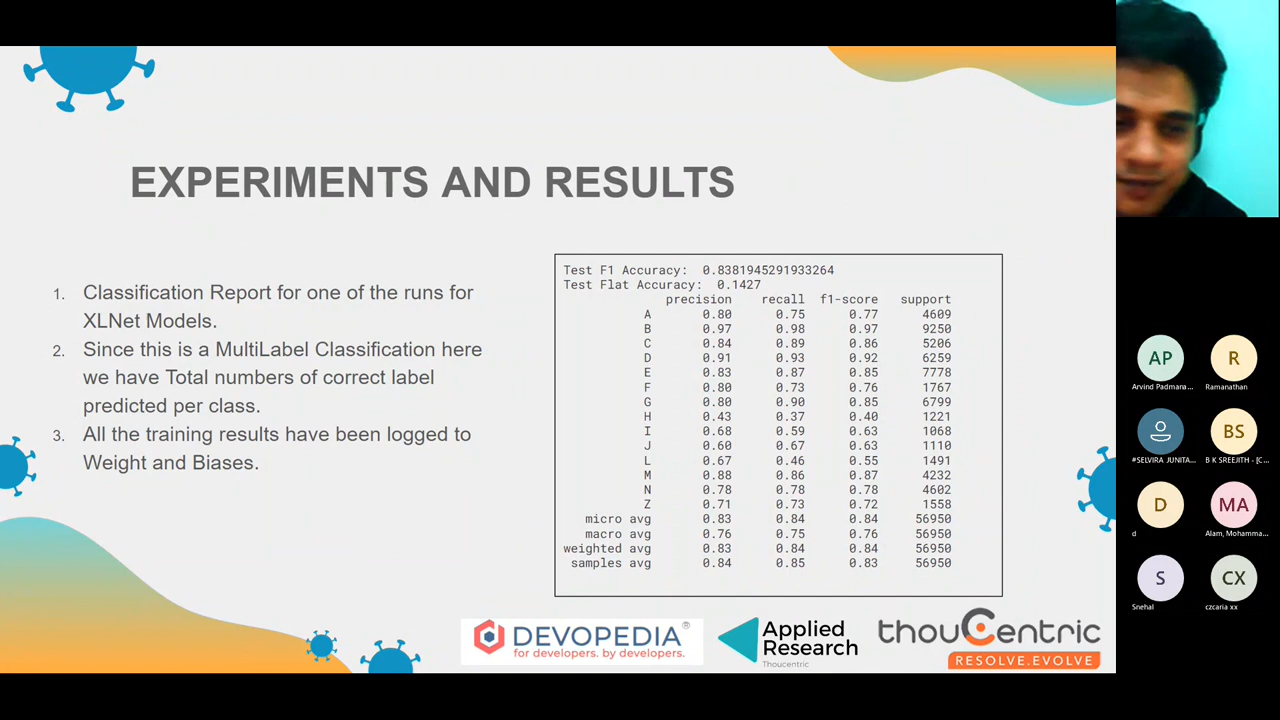 EXPERIMENTS AND RESULTS
1. Classification Report for one of the runs for
XLNet Models.
2. Since this is a MultiLabel Classification here
we have Total numbers of correct label
predicted per class.
3. All the training results have been logged to
Weight and Biases.
Test F1 Accuracy: 0.8381945291933264
Test Flat Accuracy: 0.1427
precision recall f1-score support
A 0.80 0.75 0.77 4609
B 0.97 0.98 0.97 9250
C 0.84 0.89 0.86 5206
D 0.91 0.93 0.92 6259
E 0.83 0.87 0.85 7778
F 0.80 0.73 0.76 1767
G 0.80 0.90 0.85 6799
H 0.43 0.37 0.40 1221
I 0.68 0.59 0.63 1068
J 0.60 0.67 0.63 1110
L 0.67 0.46 0.55 1491
M 0.88 0.86 0.87 4232
N 0.78 0.78 0.78 4602
Z 0.71 0.73 0.72 1558
micro avg 0.83 0.84 0.84 56950
macro avg 0.76 0.75 0.76 56950
weighted avg 0.83 0.84 0.84 56950
samples avg 0.84 0.85 0.83 56950
DEVOPEDIA®
for developers. by developers.
Applied
Research
Thoucentric
thouCentric
RESOLVE.EVOLVE
AP R
Arvind Padmana... Ramanathan
BS
#SELVIRA JUNITA... B K SREEJITH - [C...
D MA
d Alam, Mohamma...
S CX
Snehal czcaria xx